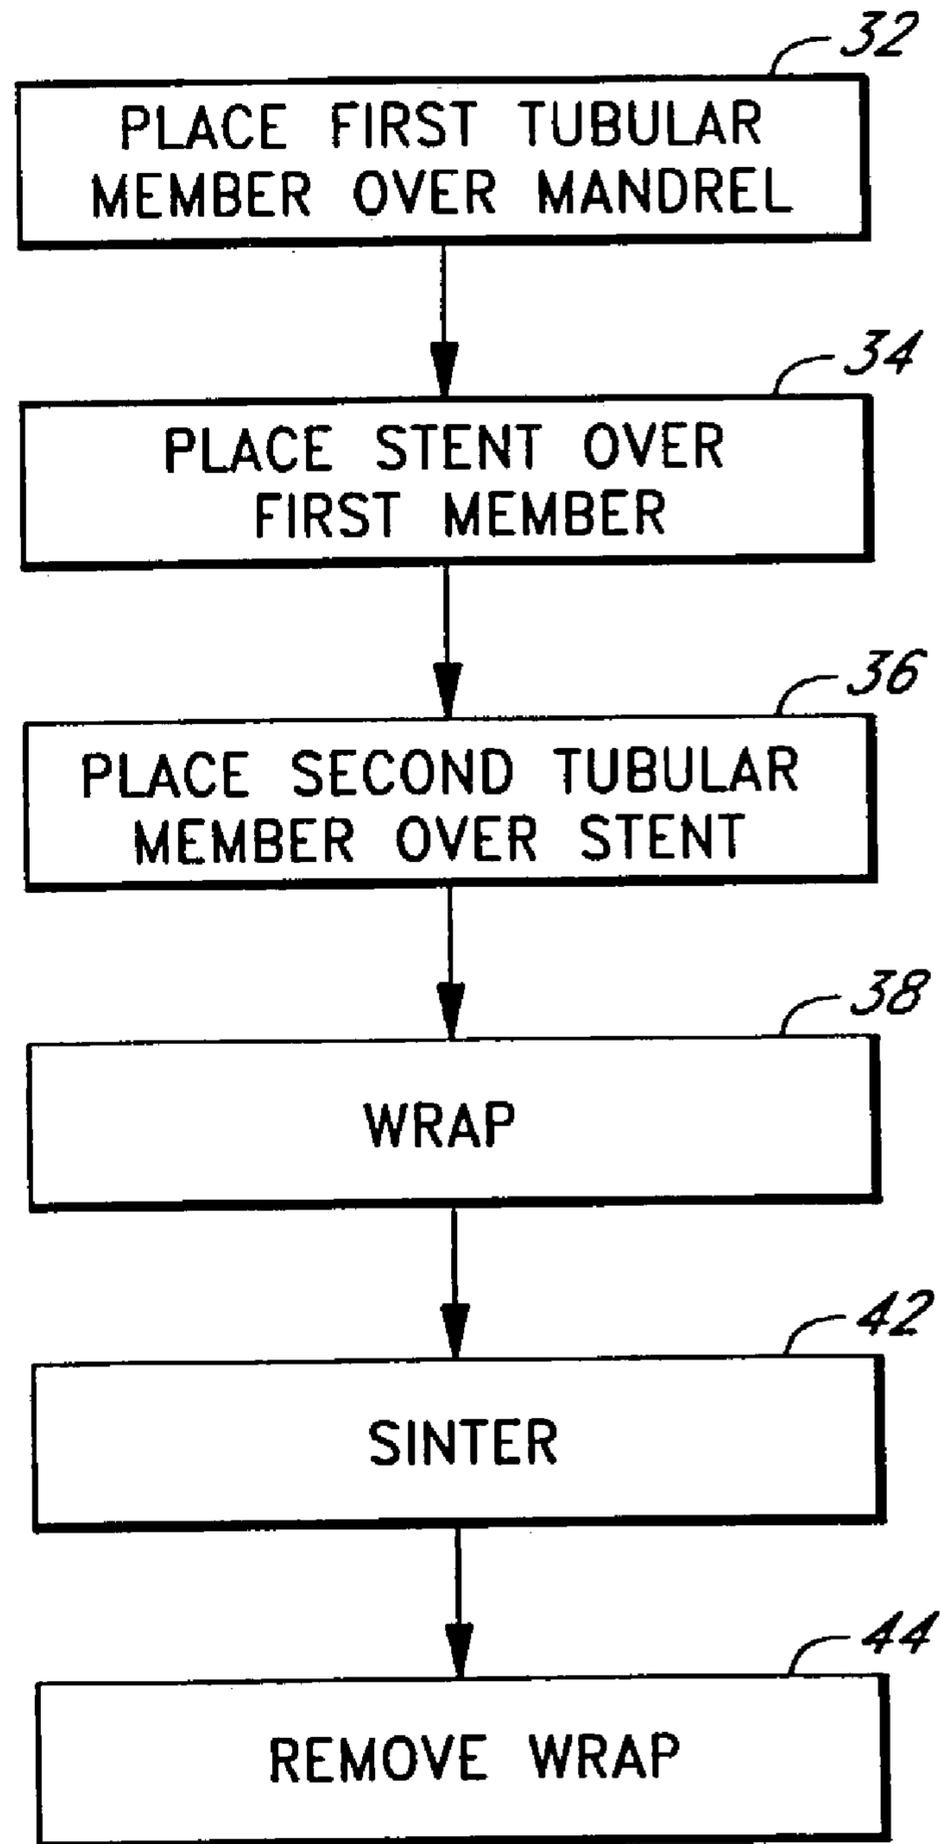 32
PLACE FIRST TUBULAR
MEMBER OVER MANDREL
34
PLACE STENT OVER
FIRST MEMBER
36
PLACE SECOND TUBULAR
MEMBER OVER STENT
38
WRAP
42
SINTER
44
REMOVE WRAP